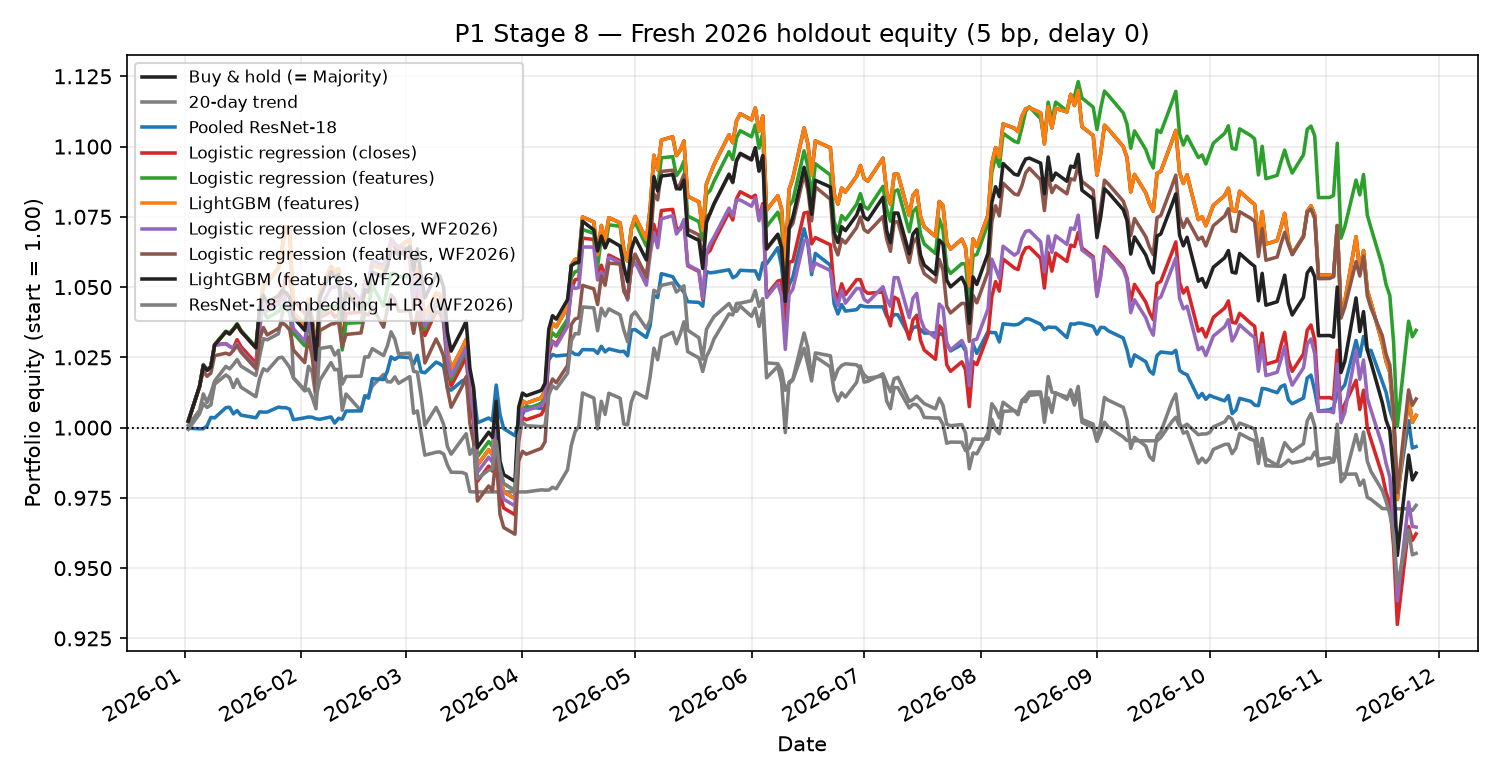 P1 Stage 8 — Fresh 2026 holdout equity (5 bp, delay 0)
Buy & hold (= Majority)
20-day trend
Pooled ResNet-18
Logistic regression (closes)
Logistic regression (features)
LightGBM (features)
Logistic regression (closes, WF2026)
Logistic regression (features, WF2026)
LightGBM (features, WF2026)
ResNet-18 embedding + LR (WF2026)
Portfolio equity (start = 1.00)
1.125
1.100
1.075
1.050
1.025
1.000
0.975
0.950
0.925
2026-01
2026-02
2026-03
2026-04
2026-05
2026-06
2026-07
2026-08
2026-09
2026-10
2026-11
2026-12
Date